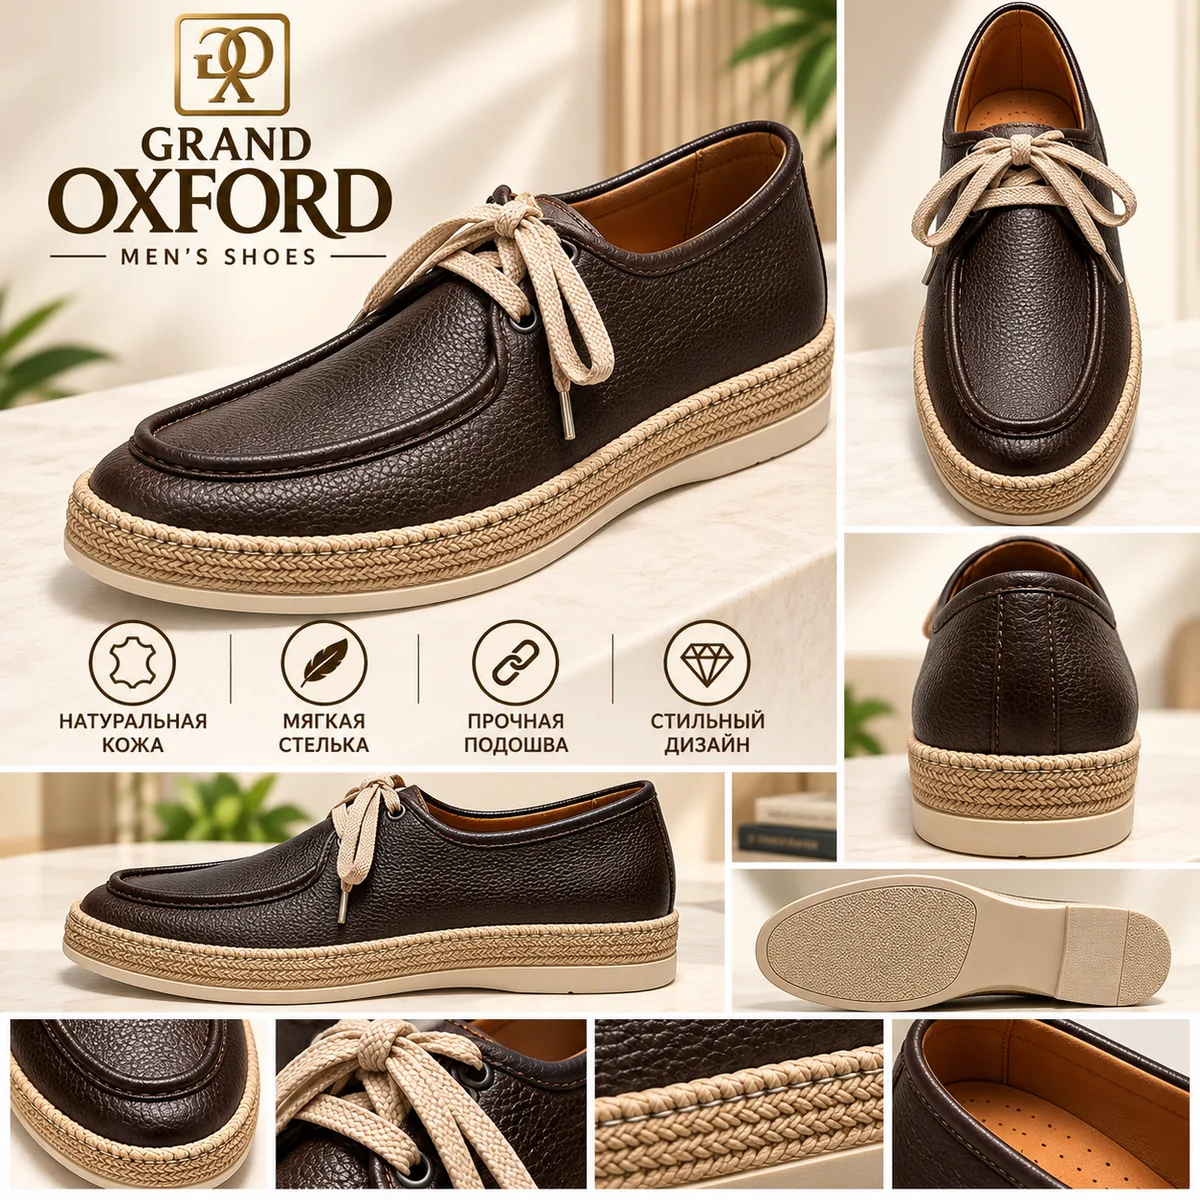 GRAND
OXFORD
MEN'S SHOES
НАТУРАЛЬНАЯ
КОЖА
МЯГКАЯ
СТЕЛЬКА
ПРОЧНАЯ
ПОДОШВА
СТИЛЬНЫЙ
ДИЗАЙН